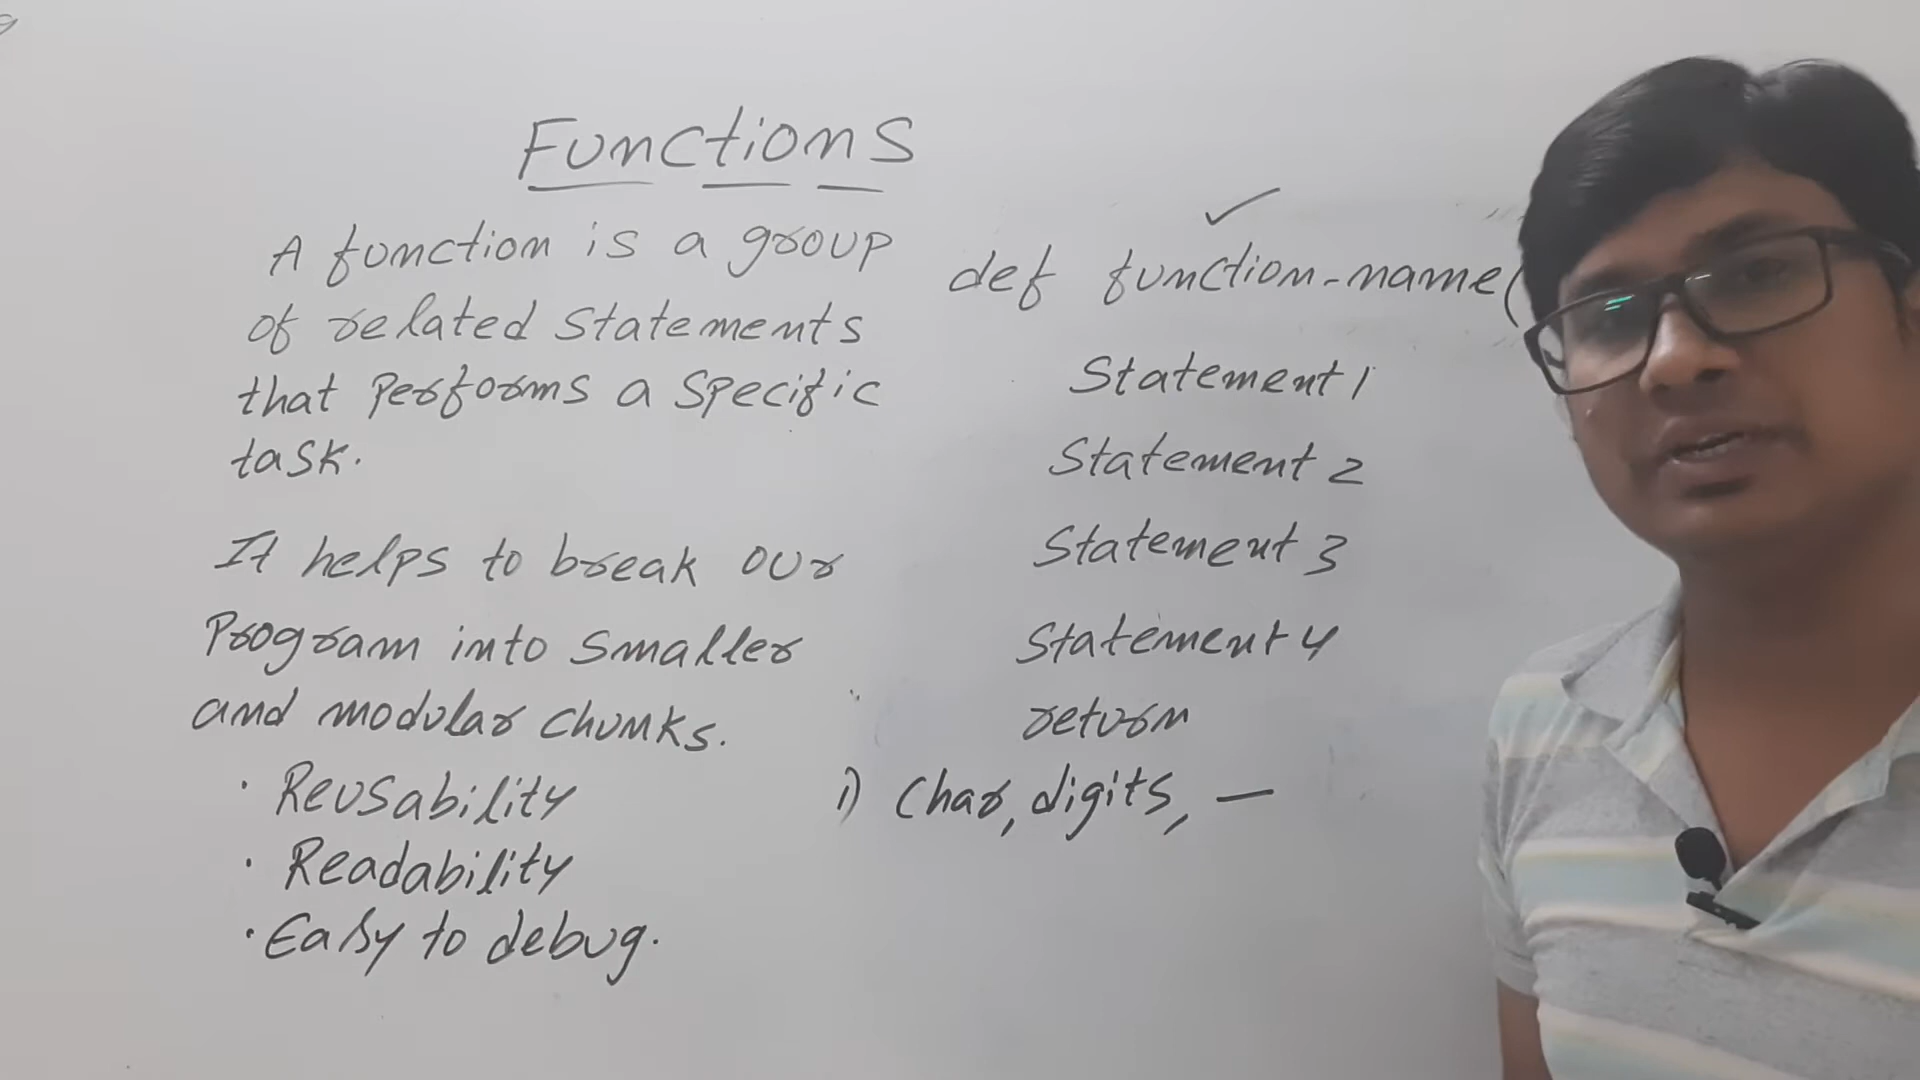 Functions
A function is a group
of related statements
that performs a specific
task.
It helps to break our
program into smaller
and modular chunks.
· Reusability
· Readability
· Easy to debug.
def function-name(
Statement 1
Statement 2
Statement 3
Statement 4
return
i) char, digits, _